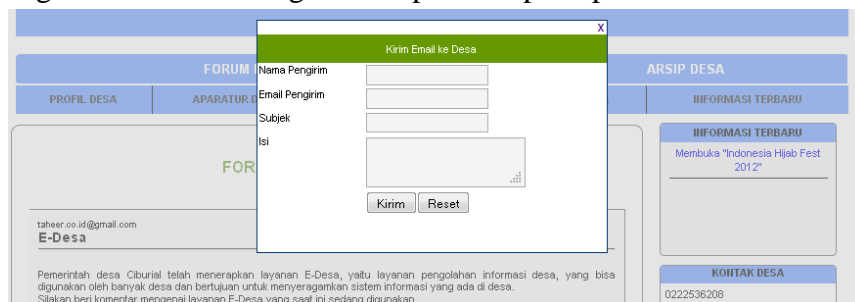 X
Kirim Email ke Desa
FORUM
ARSIP DESA
Nama Pengirim
Email Pengirim
PROFIL DESA
APARATUR D
INFORMASI TERBARU
Subjek
Isi
Kirim Reset
FOR
INFORMASI TERBARU
Membuka "Indonesia Hijab Fest
2012"
taheer.co.id@gmail.com
E-Desa
Pemerintah desa Ciburial telah menerapkan layanan E-Desa, yaitu layanan pengolahan informasi desa, yang bisa
digunakan oleh banyak desa dan bertujuan untuk menyeragamkan sistem informasi yang ada di desa.
Silakan beri komentar mengenai layanan E-Desa yang saat ini sedang digunakan.
KONTAK DESA
0222536208